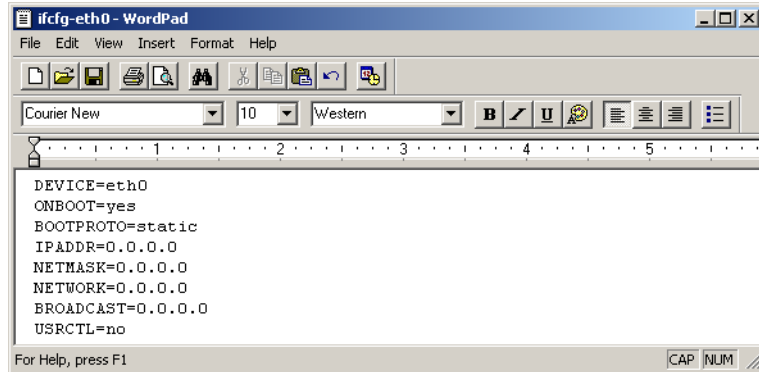 ifcfg-eth0 - WordPad
File Edit View Insert Format Help
Courier New 10 Western B I U
1 2 3 4 5
DEVICE=eth0
ONBOOT=yes
BOOTPROTO=static
IPADDR=0.0.0.0
NETMASK=0.0.0.0
NETWORK=0.0.0.0
BROADCAST=0.0.0.0
USRCTL=no
For Help, press F1 CAP NUM